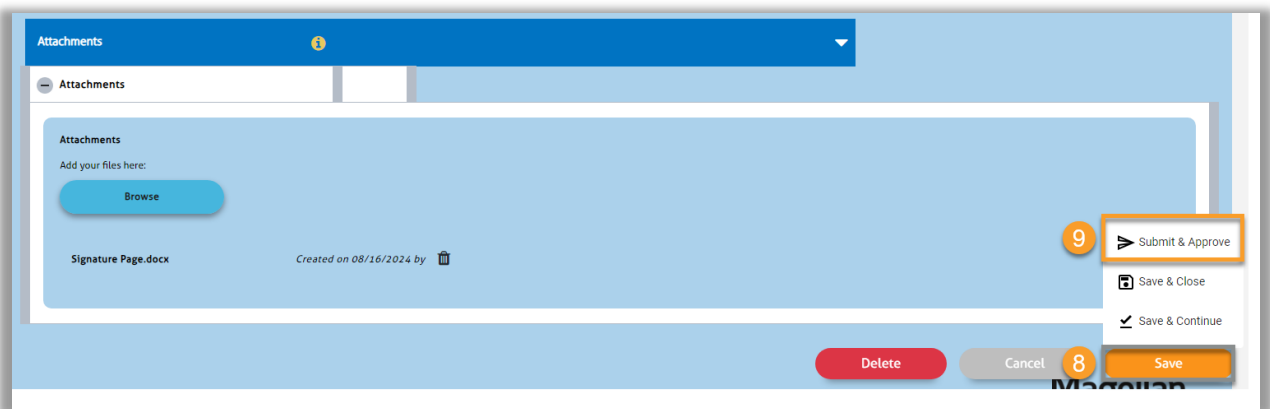 Attachments
Attachments
Attachments
Add your files here:
Browse
Signature Page.docx Created on 08/16/2024 by
9 Submit & Approve
Save & Close
Save & Continue
Delete Cancel 8 Save
Magellan